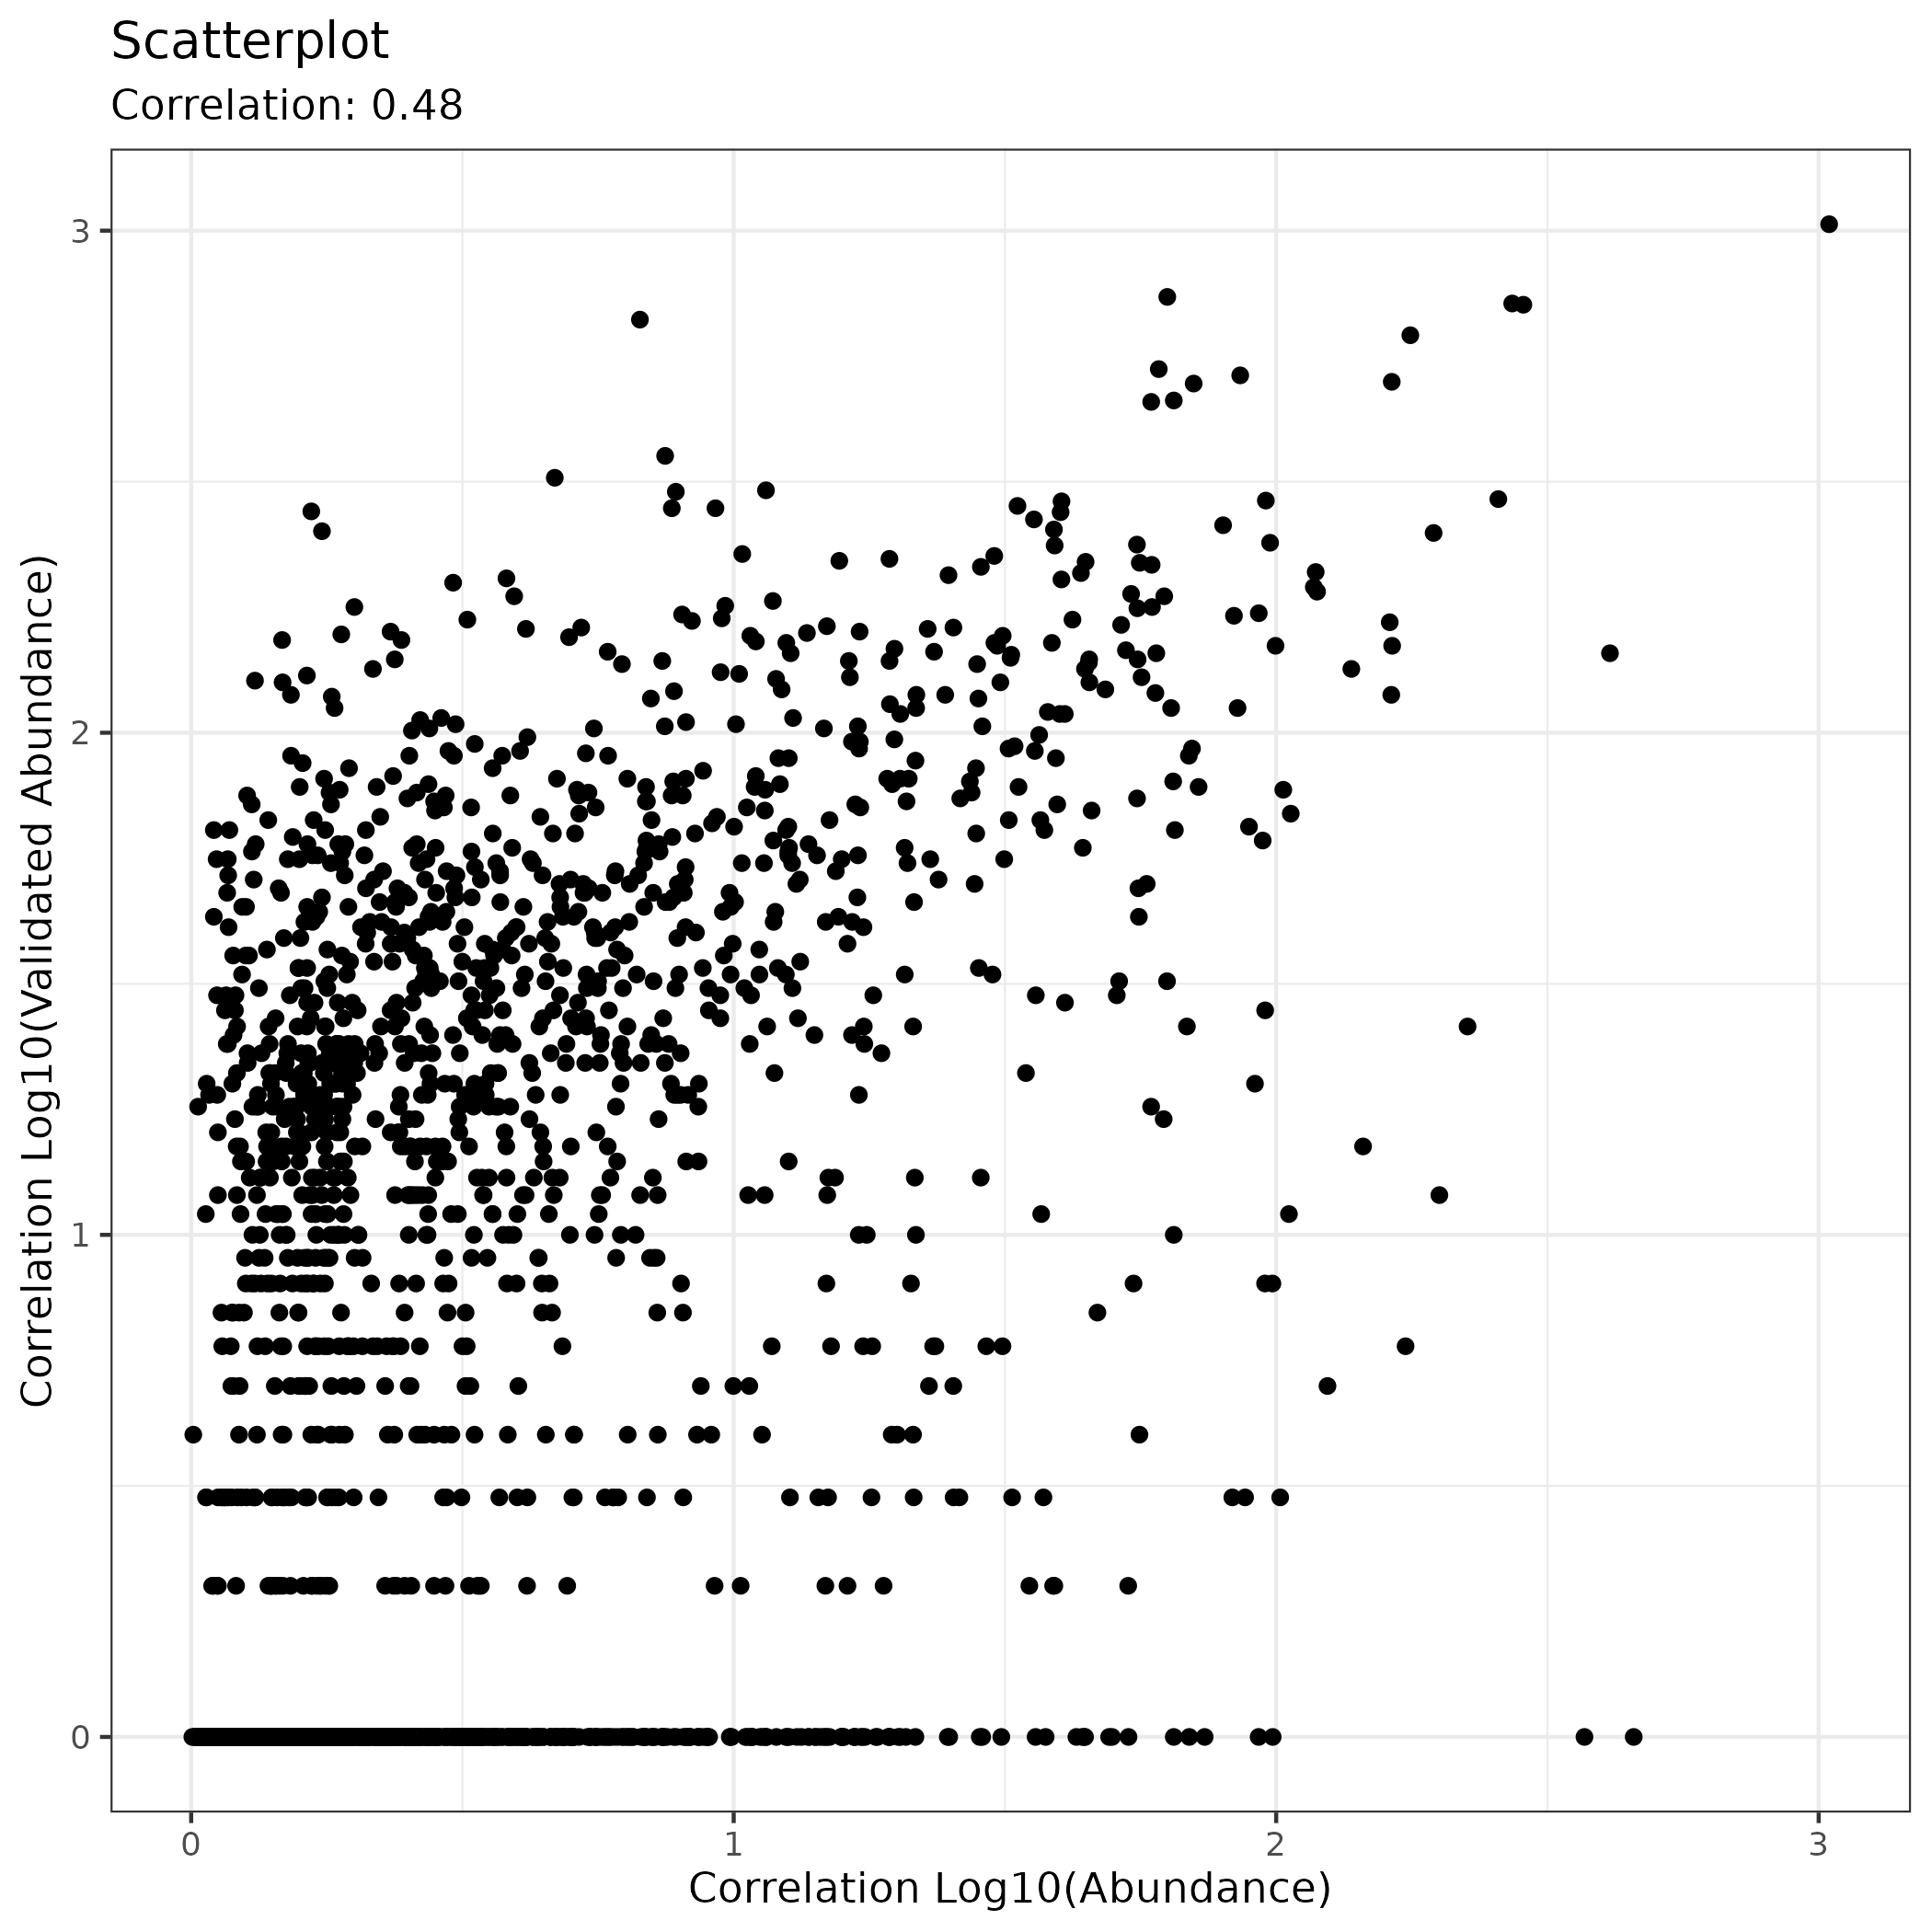 Scatterplot
Correlation: 0.48
Correlation Log10(Validated Abundance)
3
2
1
0
0 1 2 3
Correlation Log10(Abundance)